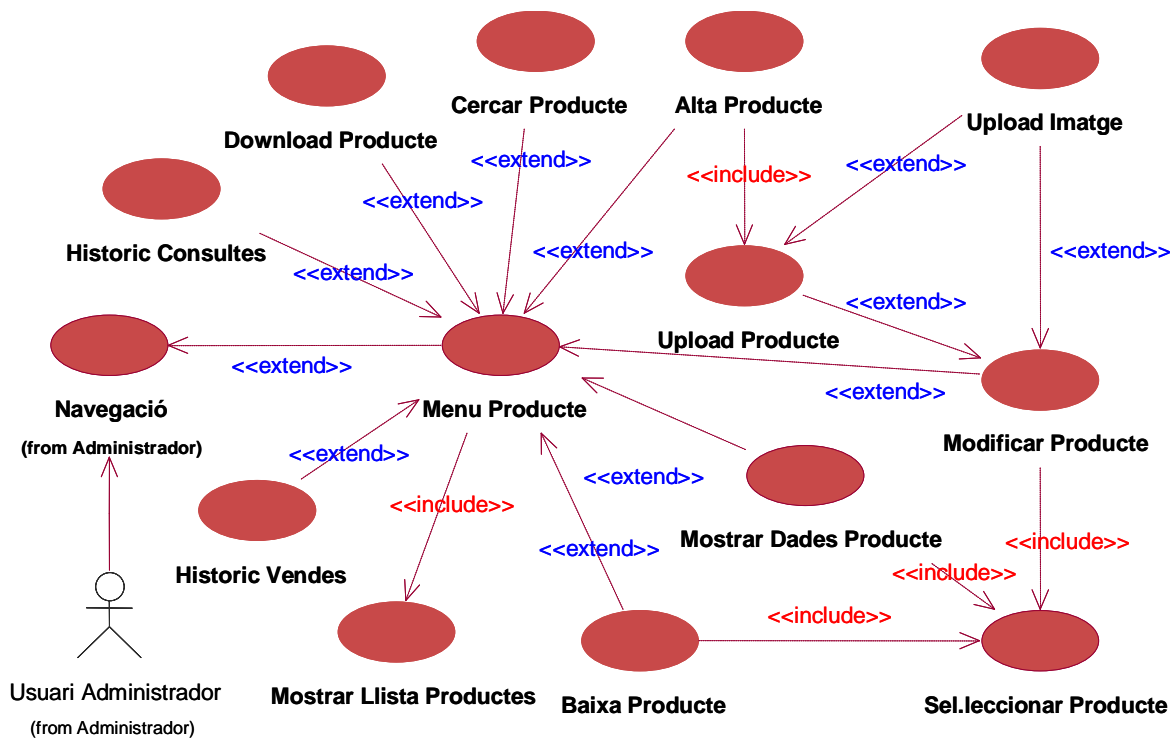 Cercar Producte
Alta Producte
Upload Imatge
Download Producte
<<extend>>
<<include>>
<<extend>>
<<extend>>
<<extend>>
Historic Consultes
<<extend>>
<<extend>>
<<extend>>
<<extend>>
Upload Producte
<<extend>>
<<extend>>
Navegació
(from Administrador)
Menu Producte
Modificar Producte
<<extend>>
<<extend>>
<<include>>
Mostrar Dades Producte
<<include>>
<<extend>>
<<include>>
Historic Vendes
<<include>>
Usuari Administrador
(from Administrador)
Mostrar Llista Productes
Baixa Producte
Sel.leccionar Producte